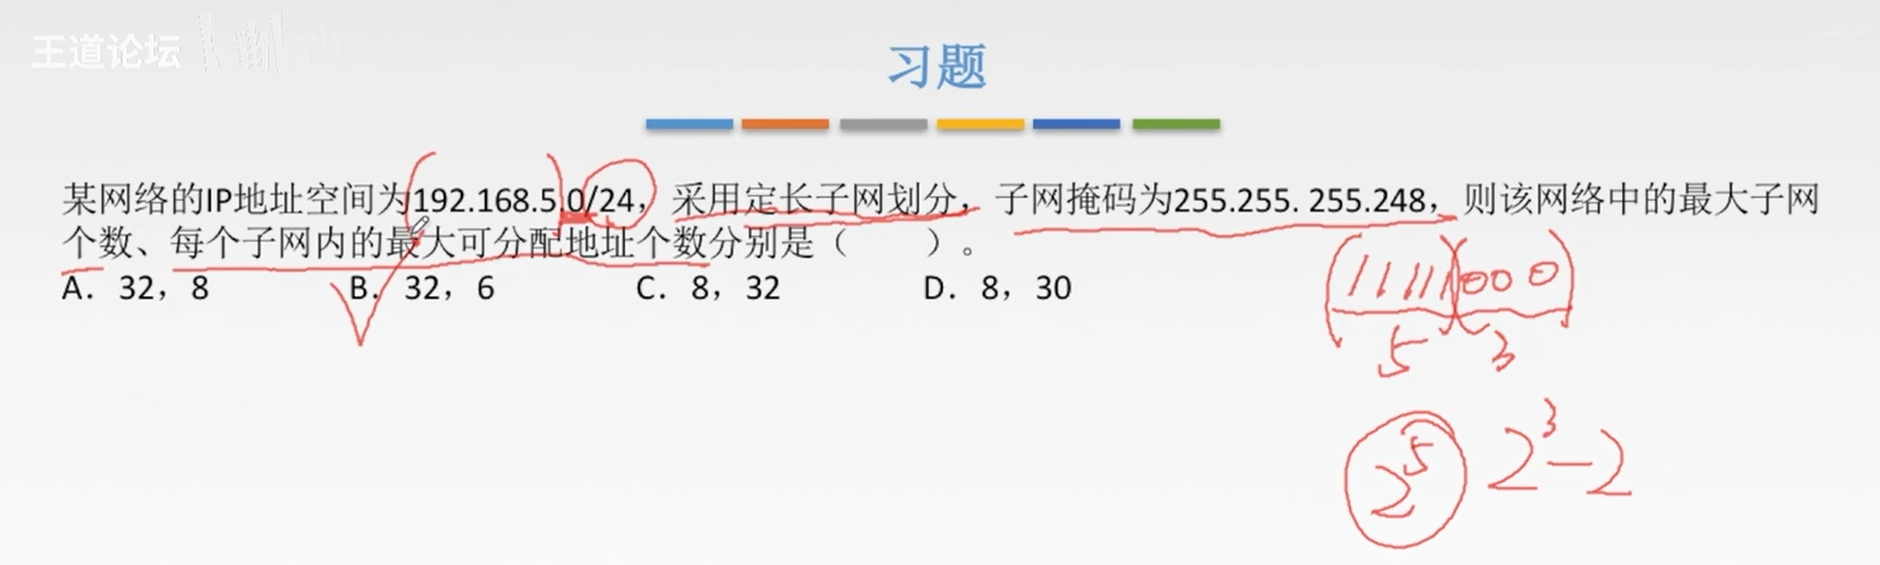 王道论坛
习题
某网络的IP地址空间为192.168.5.0/24，采用定长子网划分，子网掩码为255.255. 255.248，则该网络中的最大子网
个数、每个子网内的最大可分配地址个数分别是（　　）。
A. 32，8　B. 32，6　C. 8，32　D. 8，30
11111000
5 3
2⁵ 2³-2